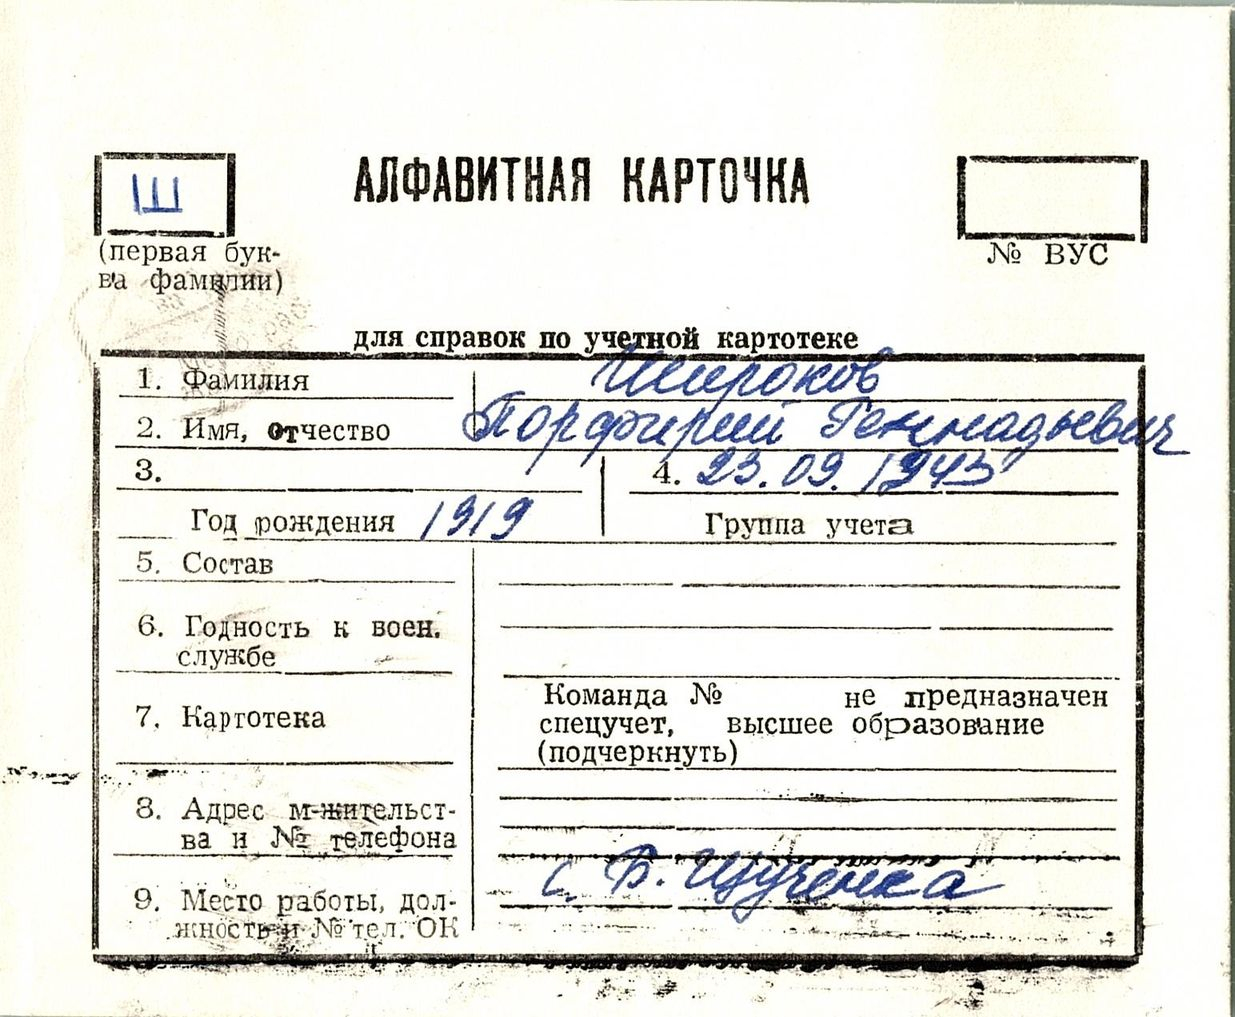 Ш
АЛФАВИТНАЯ КАРТОЧКА
(первая бук-
ва фамилии)
№ ВУС
для справок по учетной картотеке
1. Фамилия Широков
2. Имя, отчество Порфирий Геннадьевич
3.
Год рождения 1919
4. 23.09.1943
Группа учета
5. Состав
6. Годность к воен.
службе
7. Картотека
Команда № не предназначен
спецучет, высшее образование
(подчеркнуть)
8. Адрес м-жительст-
ва и № телефона
с. Б. Щученка
9. Место работы, дол-
жность и № тел. ОК